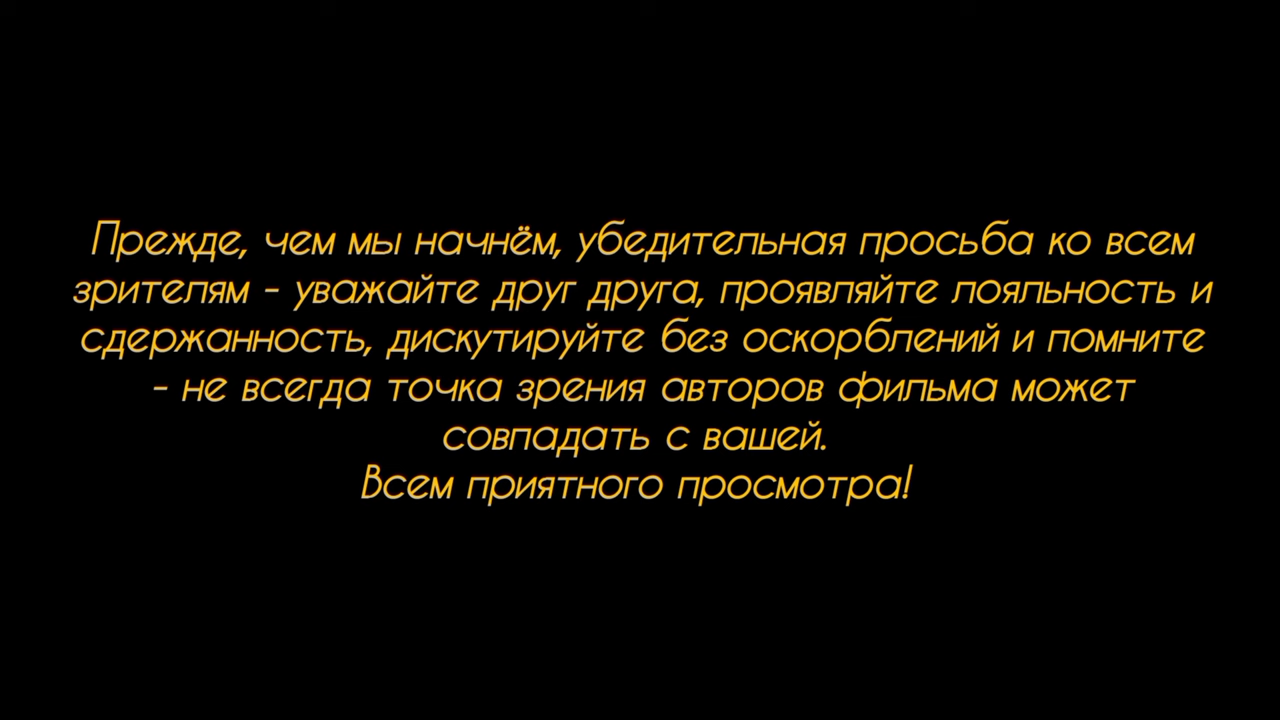 Прежде, чем мы начнём, убедительная просьба ко всем
зрителям - уважайте друг друга, проявляйте лояльность и
сдержанность, дискутируйте без оскорблений и помните
- не всегда точка зрения авторов фильма может
совпадать с вашей.
Всем приятного просмотра!